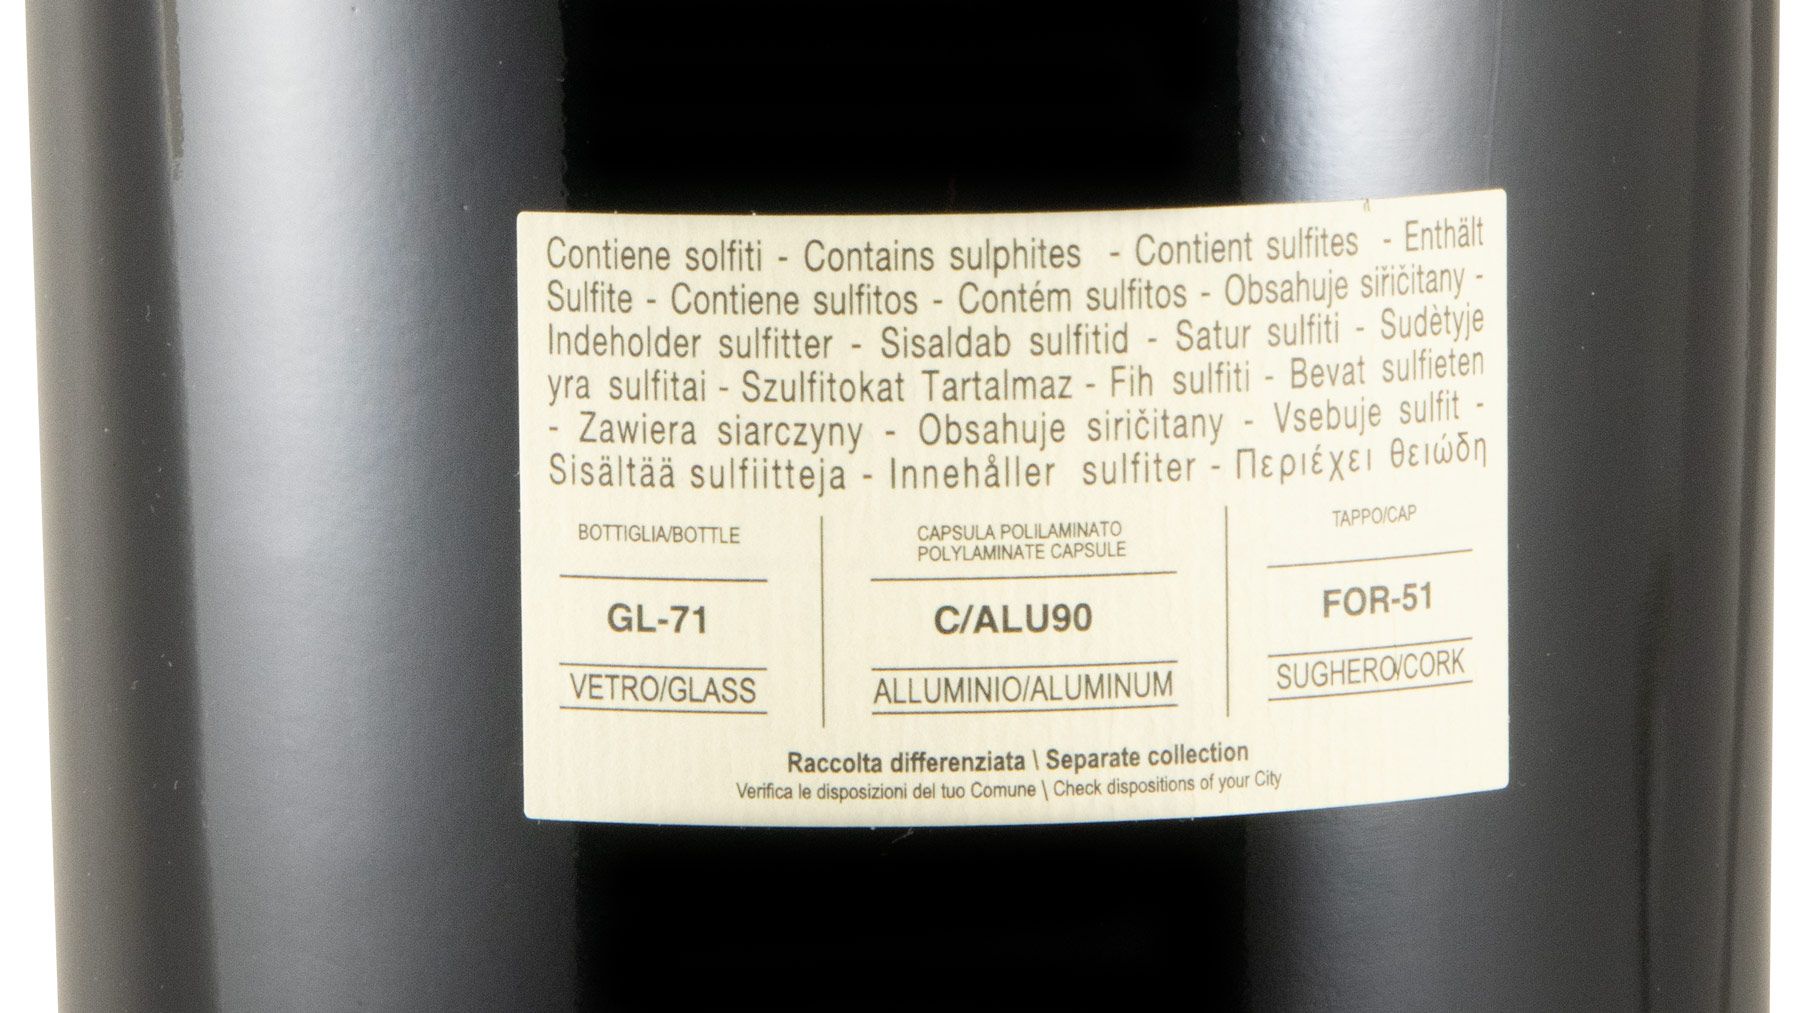 Contiene solfiti - Contains sulphites - Contient sulfites - Enthält
Sulfite - Contiene sulfitos - Contém sulfitos - Obsahuje siřičitany -
Indeholder sulfitter - Sisaldab sulfitid - Satur sulfiti - Sudètyje
yra sulfitai - Szulfitokat Tartalmaz - Fih sulfiti - Bevat sulfieten
- Zawiera siarczyny - Obsahuje siričitany - Vsebuje sulfit -
Sisältää sulfiitteja - Innehåller sulfiter - Περιέχει θειώδη
BOTTIGLIA/BOTTLE
GL-71
VETRO/GLASS
CAPSULA POLILAMINATO
POLYLAMINATE CAPSULE
C/ALU90
ALLUMINIO/ALUMINUM
TAPPO/CAP
FOR-51
SUGHERO/CORK
Raccolta differenziata \ Separate collection
Verifica le disposizioni del tuo Comune \ Check dispositions of your City